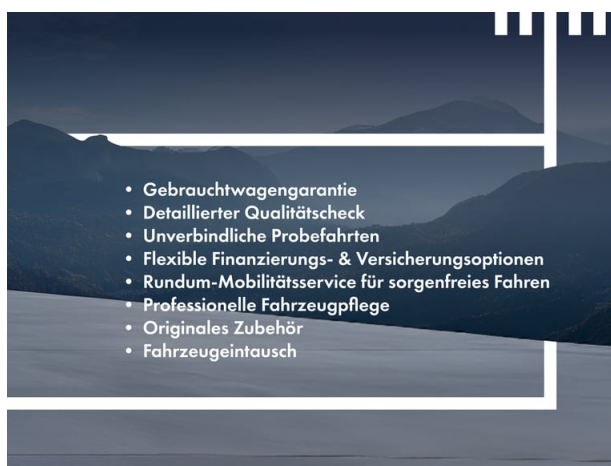 • Gebrauchtwagengarantie
• Detaillierter Qualitätscheck
• Unverbindliche Probefahrten
• Flexible Finanzierungs- & Versicherungsoptionen
• Rundum-Mobilitätsservice für sorgenfreies Fahren
• Professionelle Fahrzeugpflege
• Originales Zubehör
• Fahrzeugeintausch